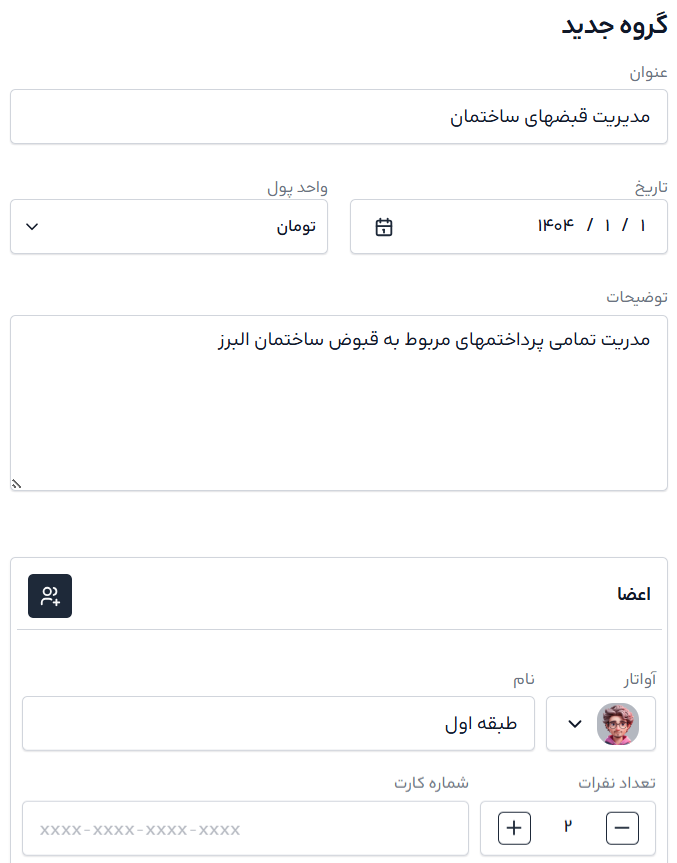 گروه جدید
عنوان
مدیریت قبضهای ساختمان
تاریخ
واحد پول
۱ / ۱ / ۱۴۰۴
تومان
توضیحات
مدریت تمامی پرداختمهای مربوط به قبوض ساختمان البرز
اعضا
آواتار
نام
طبقه اول
تعداد نفرات
شماره کارت
۲
xxxx-xxxx-xxxx-xxxx